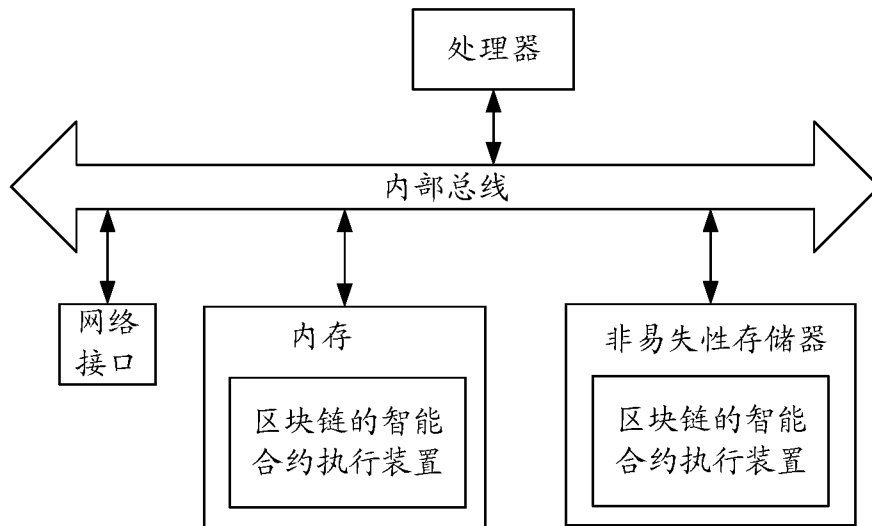 处理器
内部总线
网络
接口
内存
区块链的智能
合约执行装置
非易失性存储器
区块链的智能
合约执行装置